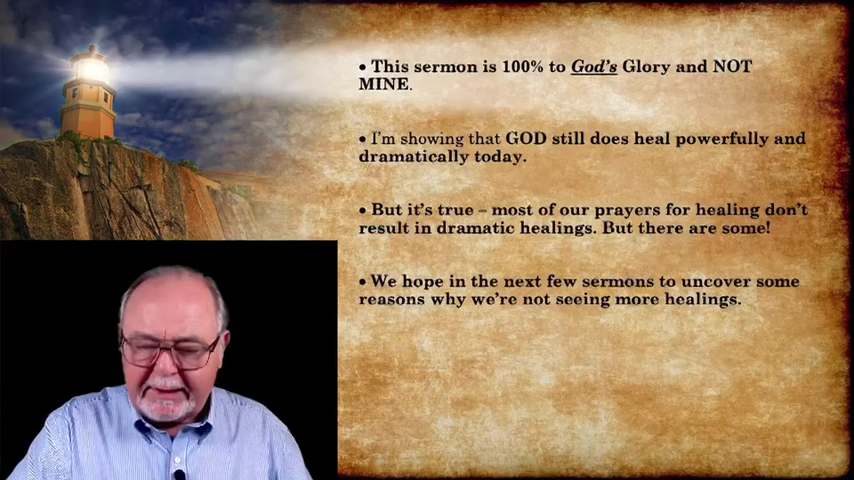 • This sermon is 100% to God's Glory and NOT
MINE.
• I'm showing that GOD still does heal powerfully and
dramatically today.
• But it's true – most of our prayers for healing don't
result in dramatic healings. But there are some!
• We hope in the next few sermons to uncover some
reasons why we're not seeing more healings.